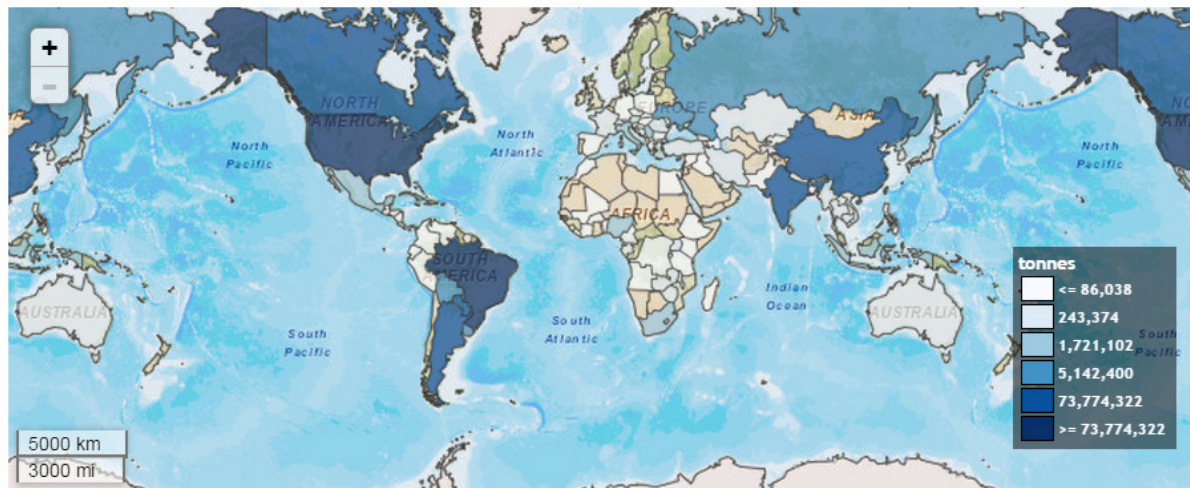 +
−
NORTH
AMERICA
North
Pacific
North
Atlantic
EUROPE
ASIA
North
Pacific
AFRICA
SOUTH
AMERICA
AUSTRALIA
South
Pacific
South
Atlantic
Indian
Ocean
AUSTRALIA
South
Pacific
tonnes
<= 86,038
243,374
1,721,102
5,142,400
73,774,322
>= 73,774,322
5000 km
3000 mi